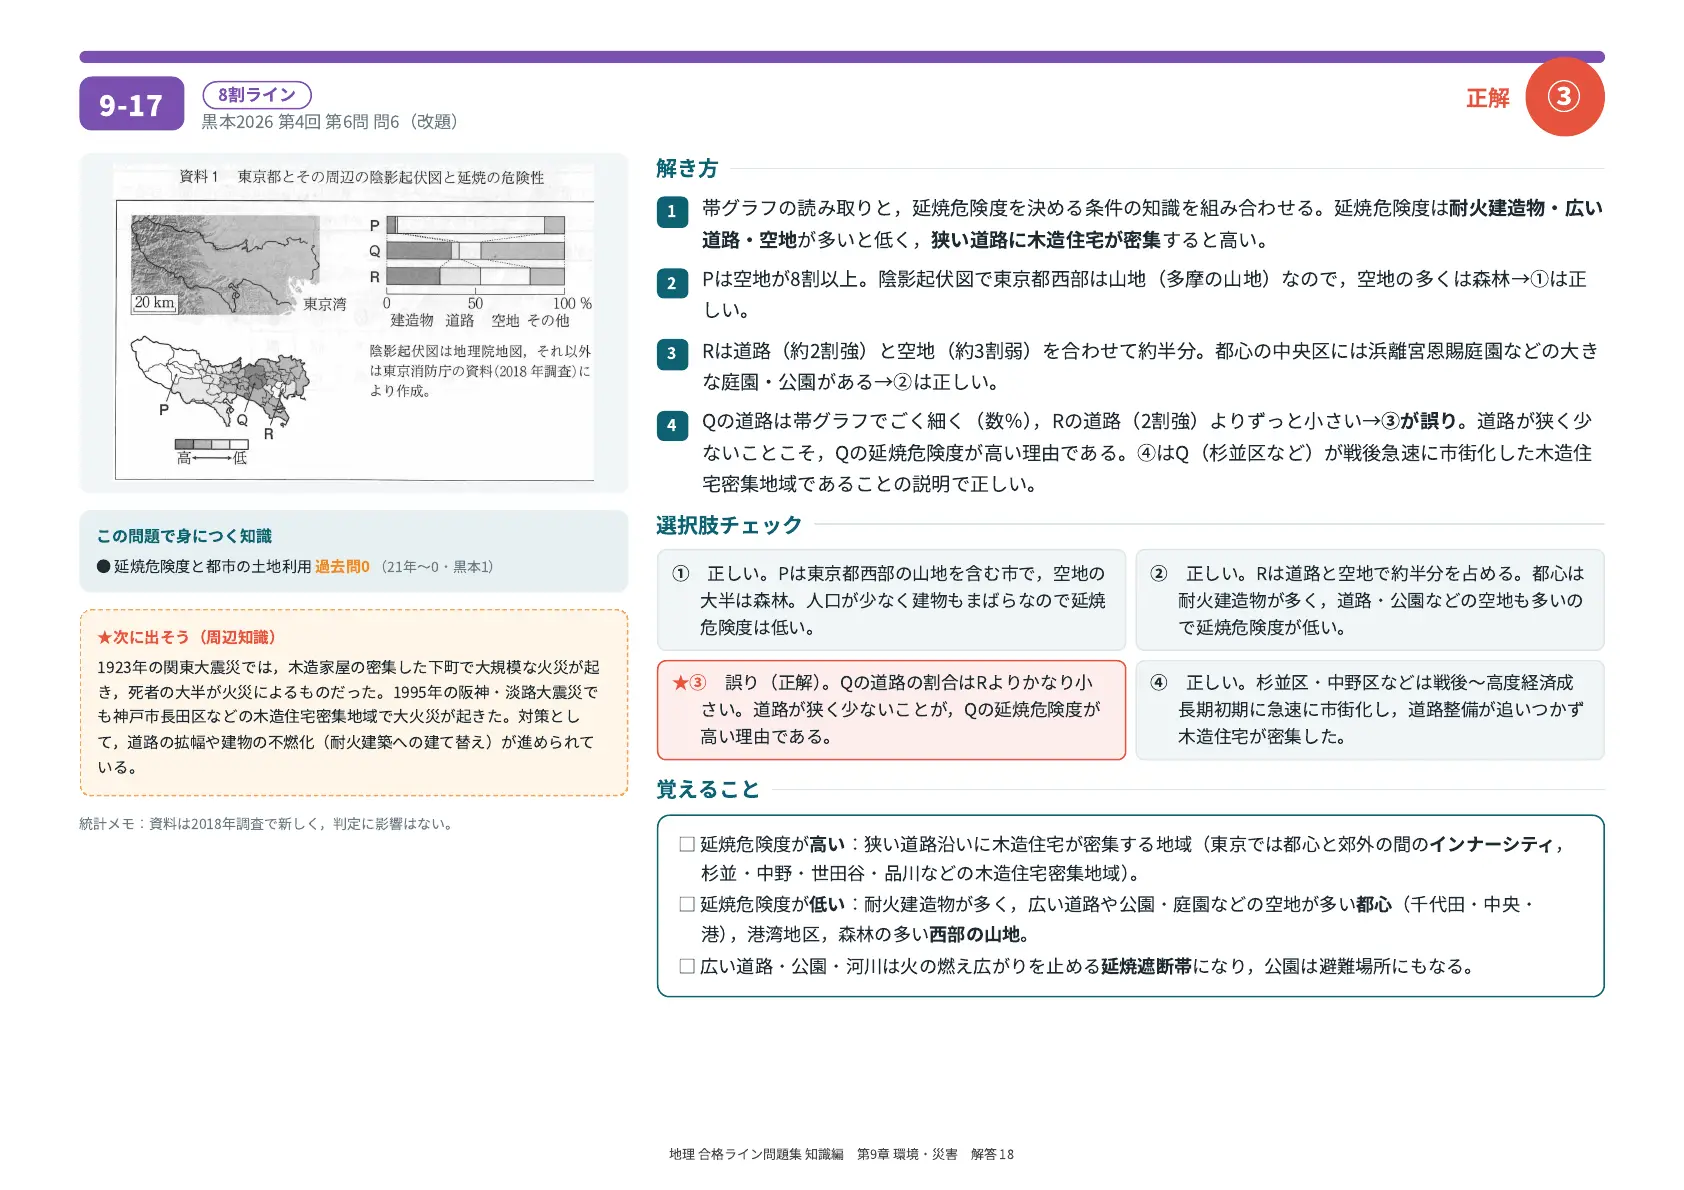 9-17
8割ライン
黒本2026 第4回 第6問 問6（改題）
正解 ③
資料1 東京都とその周辺の陰影起伏図と延焼の危険性
20 km
東京湾
P
Q
R
0 50 100 %
建造物 道路 空地 その他
陰影起伏図は地理院地図，それ以外
は東京消防庁の資料(2018 年調査)に
より作成。
P
Q
R
高 低
この問題で身につく知識
● 延焼危険度と都市の土地利用 過去問0 （21年〜0・黒本1）
★次に出そう（周辺知識）
1923年の関東大震災では，木造家屋の密集した下町で大規模な火災が起
き，死者の大半が火災によるものだった。1995年の阪神・淡路大震災で
も神戸市長田区などの木造住宅密集地域で大火災が起きた。対策とし
て，道路の拡幅や建物の不燃化（耐火建築への建て替え）が進められて
いる。
統計メモ：資料は2018年調査で新しく，判定に影響はない。
解き方
1 帯グラフの読み取りと，延焼危険度を決める条件の知識を組み合わせる。延焼危険度は耐火建造物・広い
道路・空地が多いと低く，狭い道路に木造住宅が密集すると高い。
2 Pは空地が8割以上。陰影起伏図で東京都西部は山地（多摩の山地）なので，空地の多くは森林→①は正
しい。
3 Rは道路（約2割強）と空地（約3割弱）を合わせて約半分。都心の中央区には浜離宮恩賜庭園などの大き
な庭園・公園がある→②は正しい。
4 Qの道路は帯グラフでごく細く（数％），Rの道路（2割強）よりずっと小さい→③が誤り。道路が狭く少
ないことこそ，Qの延焼危険度が高い理由である。④はQ（杉並区など）が戦後急速に市街化した木造住
宅密集地域であることの説明で正しい。
選択肢チェック
① 正しい。Pは東京都西部の山地を含む市で，空地の
大半は森林。人口が少なく建物もまばらなので延焼
危険度は低い。
② 正しい。Rは道路と空地で約半分を占める。都心は
耐火建造物が多く，道路・公園などの空地も多いの
で延焼危険度が低い。
★③ 誤り（正解）。Qの道路の割合はRよりかなり小
さい。道路が狭く少ないことが，Qの延焼危険度が
高い理由である。
④ 正しい。杉並区・中野区などは戦後〜高度経済成
長期初期に急速に市街化し，道路整備が追いつかず
木造住宅が密集した。
覚えること
□ 延焼危険度が高い：狭い道路沿いに木造住宅が密集する地域（東京では都心と郊外の間のインナーシティ，
杉並・中野・世田谷・品川などの木造住宅密集地域）。
□ 延焼危険度が低い：耐火建造物が多く，広い道路や公園・庭園などの空地が多い都心（千代田・中央・
港），港湾地区，森林の多い西部の山地。
□ 広い道路・公園・河川は火の燃え広がりを止める延焼遮断帯になり，公園は避難場所にもなる。
地理 合格ライン問題集 知識編 第9章 環境・災害 解答18